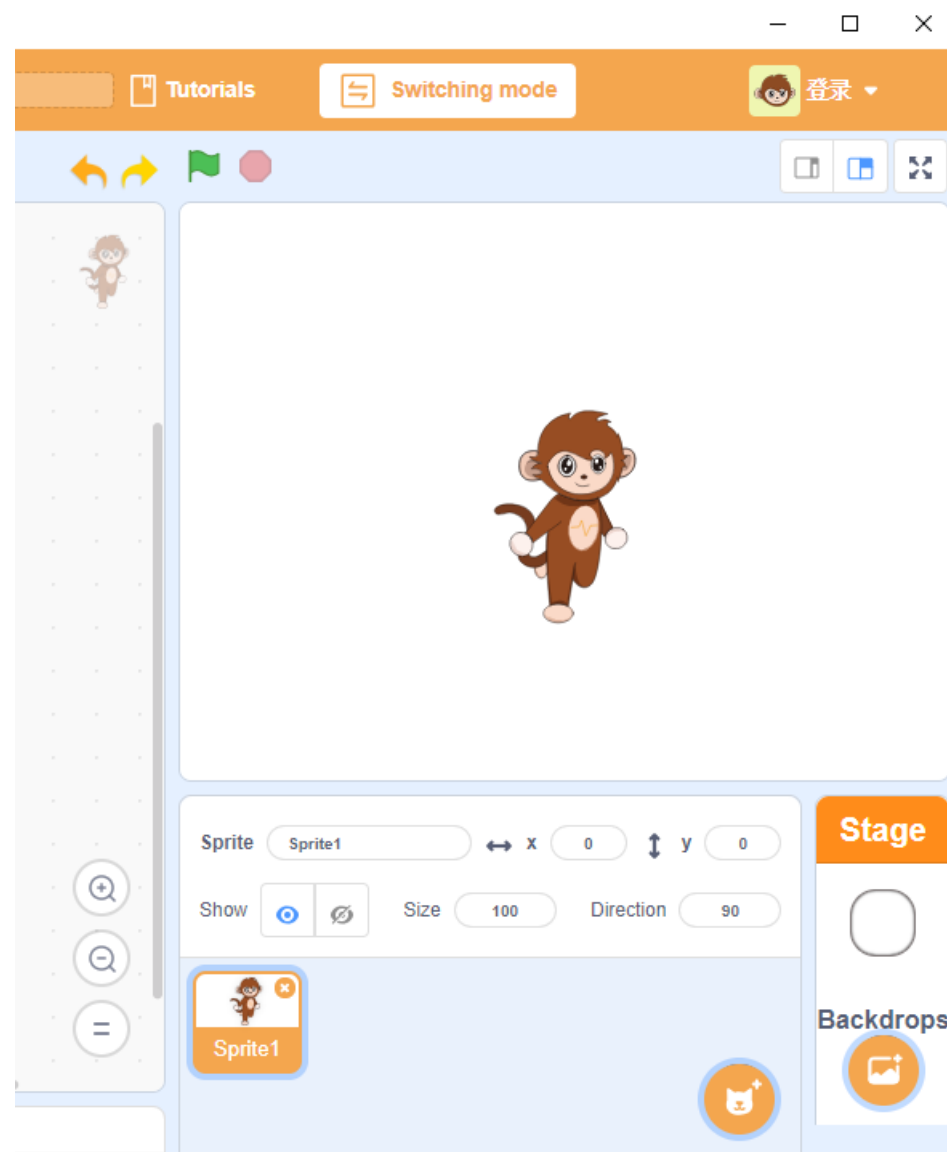 Tutorials
Switching mode
登录
Sprite
Sprite1
x
0
y
0
Show
Size
100
Direction
90
Stage
Sprite1
Backdrops